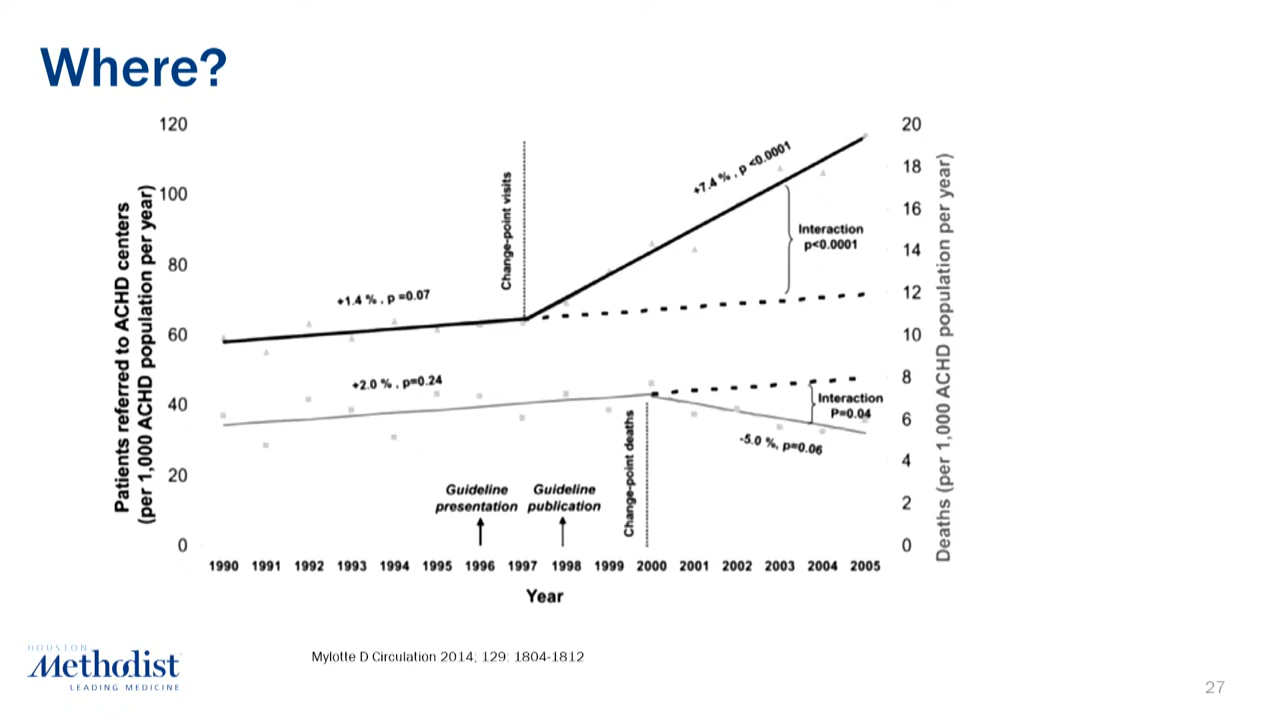 Where?
120
100
80
60
40
20
0
Patients referred to ACHD centers
(per 1,000 ACHD population per year)
+1.4 % , p =0.07
Change-point visits
+7.4 % , p <0.0001
Interaction
p<0.0001
+2.0 % , p=0.24
Interaction
P=0.04
-5.0 %, p=0.06
Guideline
presentation
Guideline
publication
Change-point deaths
20
18
16
14
12
10
8
6
4
2
0
Deaths (per 1,000 ACHD population per year)
1990 1991 1992 1993 1994 1995 1996 1997 1998 1999 2000 2001 2002 2003 2004 2005
Year
HOUSTON
Methodist
LEADING MEDICINE
Mylotte D Circulation 2014; 129: 1804-1812
27